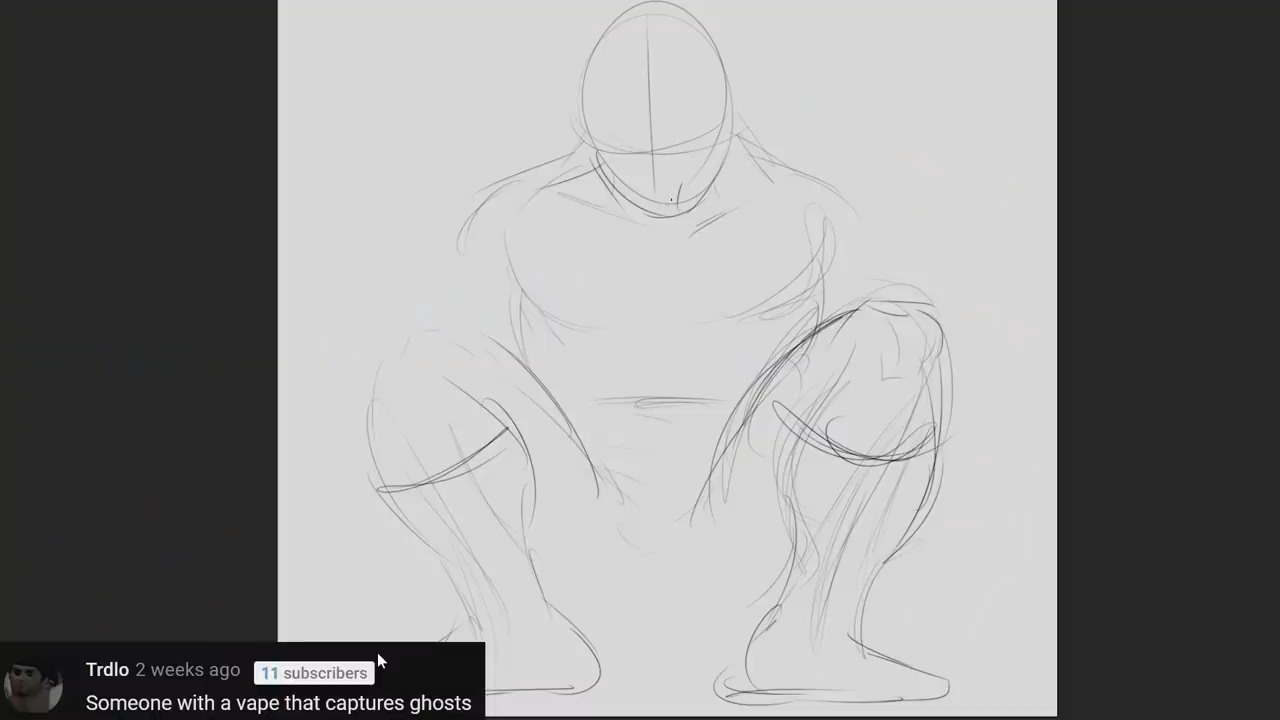 Trdlo 2 weeks ago 11 subscribers
Someone with a vape that captures ghosts